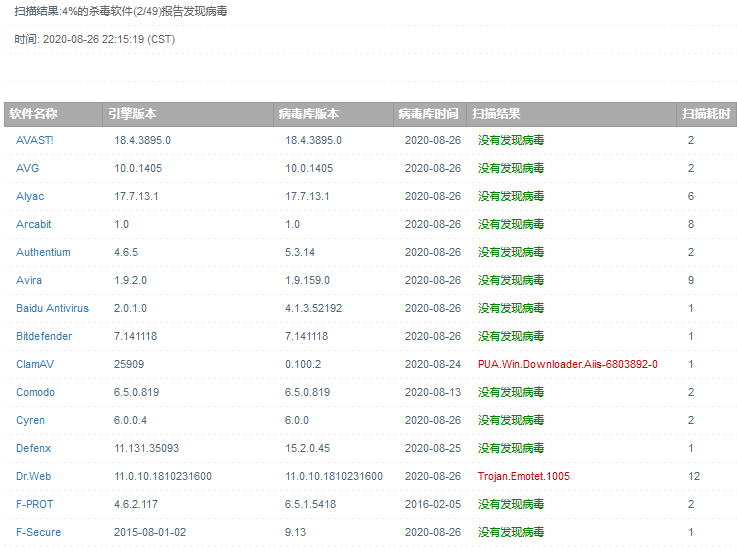 扫描结果:4%的杀毒软件(2/49)报告发现病毒
时间: 2020-08-26 22:15:19 (CST)
软件名称 引擎版本 病毒库版本 病毒库时间 扫描结果 扫描耗时
AVAST! 18.4.3895.0 18.4.3895.0 2020-08-26 没有发现病毒 2
AVG 10.0.1405 10.0.1405 2020-08-26 没有发现病毒 2
Alyac 17.7.13.1 17.7.13.1 2020-08-26 没有发现病毒 6
Arcabit 1.0 1.0 2020-08-26 没有发现病毒 8
Authentium 4.6.5 5.3.14 2020-08-26 没有发现病毒 2
Avira 1.9.2.0 1.9.159.0 2020-08-26 没有发现病毒 9
Baidu Antivirus 2.0.1.0 4.1.3.52192 2020-08-26 没有发现病毒 1
Bitdefender 7.141118 7.141118 2020-08-26 没有发现病毒 1
ClamAV 25909 0.100.2 2020-08-24 PUA.Win.Downloader.Aiis-6803892-0 1
Comodo 6.5.0.819 6.5.0.819 2020-08-13 没有发现病毒 2
Cyren 6.0.0.4 6.0.0 2020-08-26 没有发现病毒 2
Defenx 11.131.35093 15.2.0.45 2020-08-25 没有发现病毒 1
Dr.Web 11.0.10.1810231600 11.0.10.1810231600 2020-08-26 Trojan.Emotet.1005 12
F-PROT 4.6.2.117 6.5.1.5418 2016-02-05 没有发现病毒 2
F-Secure 2015-08-01-02 9.13 2020-08-26 没有发现病毒 1